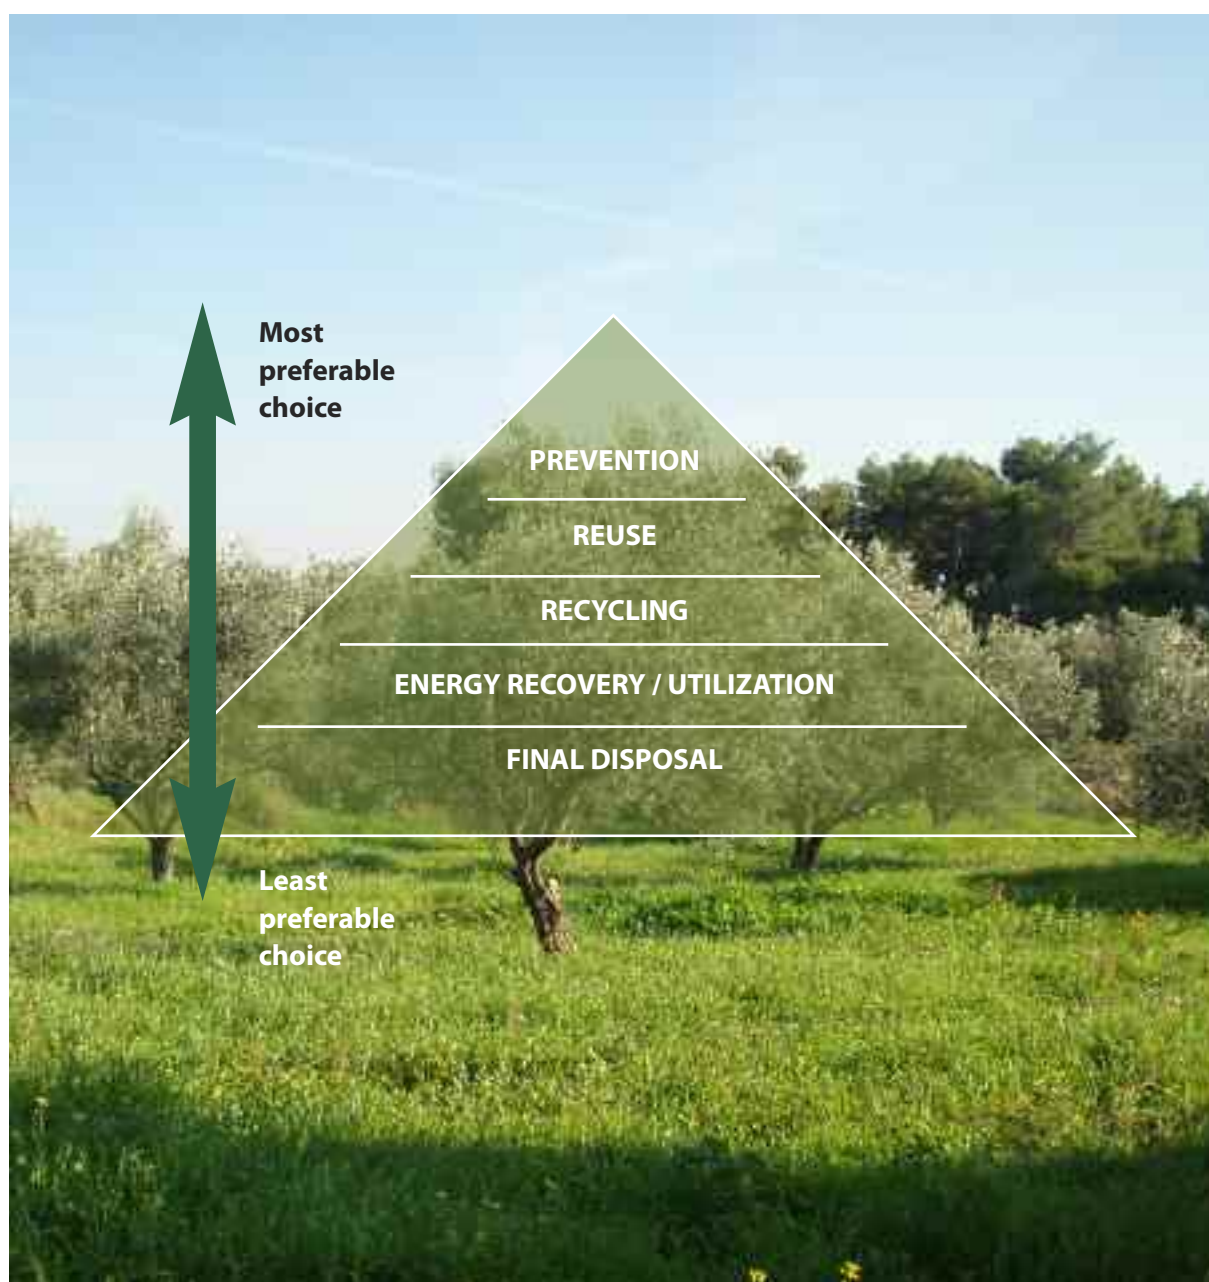 Most
preferable
choice
PREVENTION
REUSE
RECYCLING
ENERGY RECOVERY / UTILIZATION
FINAL DISPOSAL
Least
preferable
choice